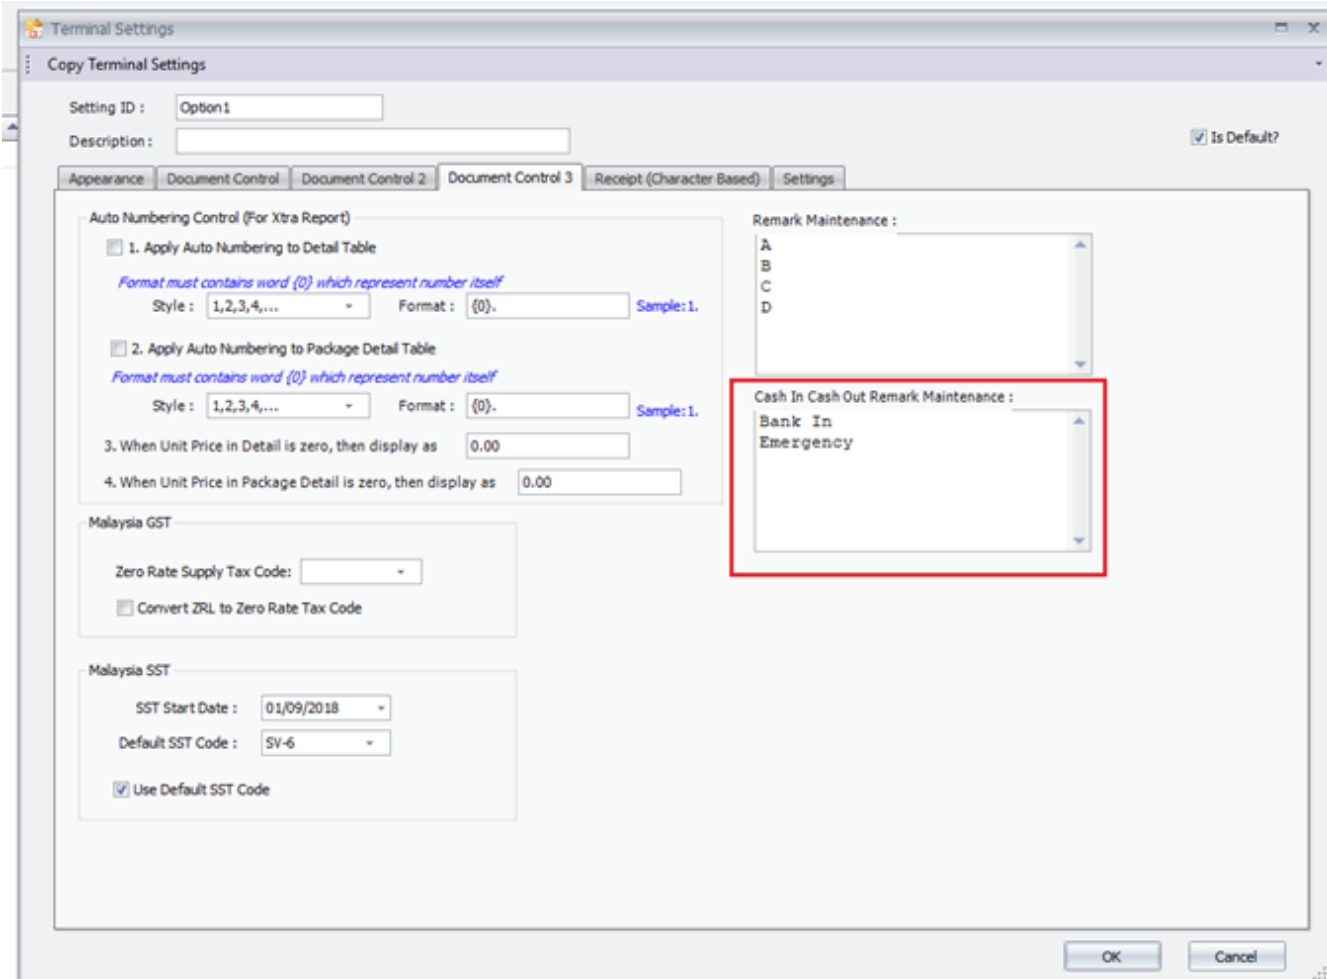 Terminal Settings
Copy Terminal Settings
Setting ID : Option1
Description :
Is Default?
Appearance Document Control Document Control 2 Document Control 3 Receipt (Character Based) Settings
Auto Numbering Control (For Xtra Report)
1. Apply Auto Numbering to Detail Table
Format must contains word {0} which represent number itself
Style : 1,2,3,4,... Format : {0}. Sample:1.
2. Apply Auto Numbering to Package Detail Table
Format must contains word {0} which represent number itself
Style : 1,2,3,4,... Format : {0}. Sample:1.
3. When Unit Price in Detail is zero, then display as 0.00
4. When Unit Price in Package Detail is zero, then display as 0.00
Malaysia GST
Zero Rate Supply Tax Code:
Convert ZRL to Zero Rate Tax Code
Malaysia SST
SST Start Date : 01/09/2018
Default SST Code : SV-6
Use Default SST Code
Remark Maintenance :
A
B
C
D
Cash In Cash Out Remark Maintenance :
Bank In
Emergency
OK Cancel